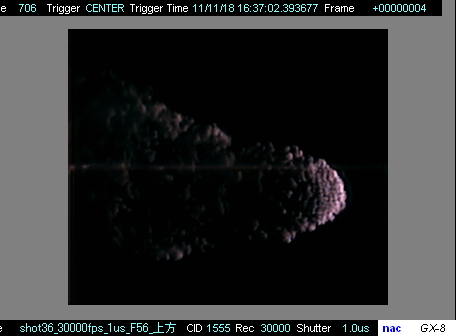 e 706 Trigger CENTER Trigger Time 11/11/18 16:37:02.393677 Frame +00000004
e shot36_30000fps_1us_F56_上方 CID 1555 Rec 30000 Shutter 1.0us nac GX-8